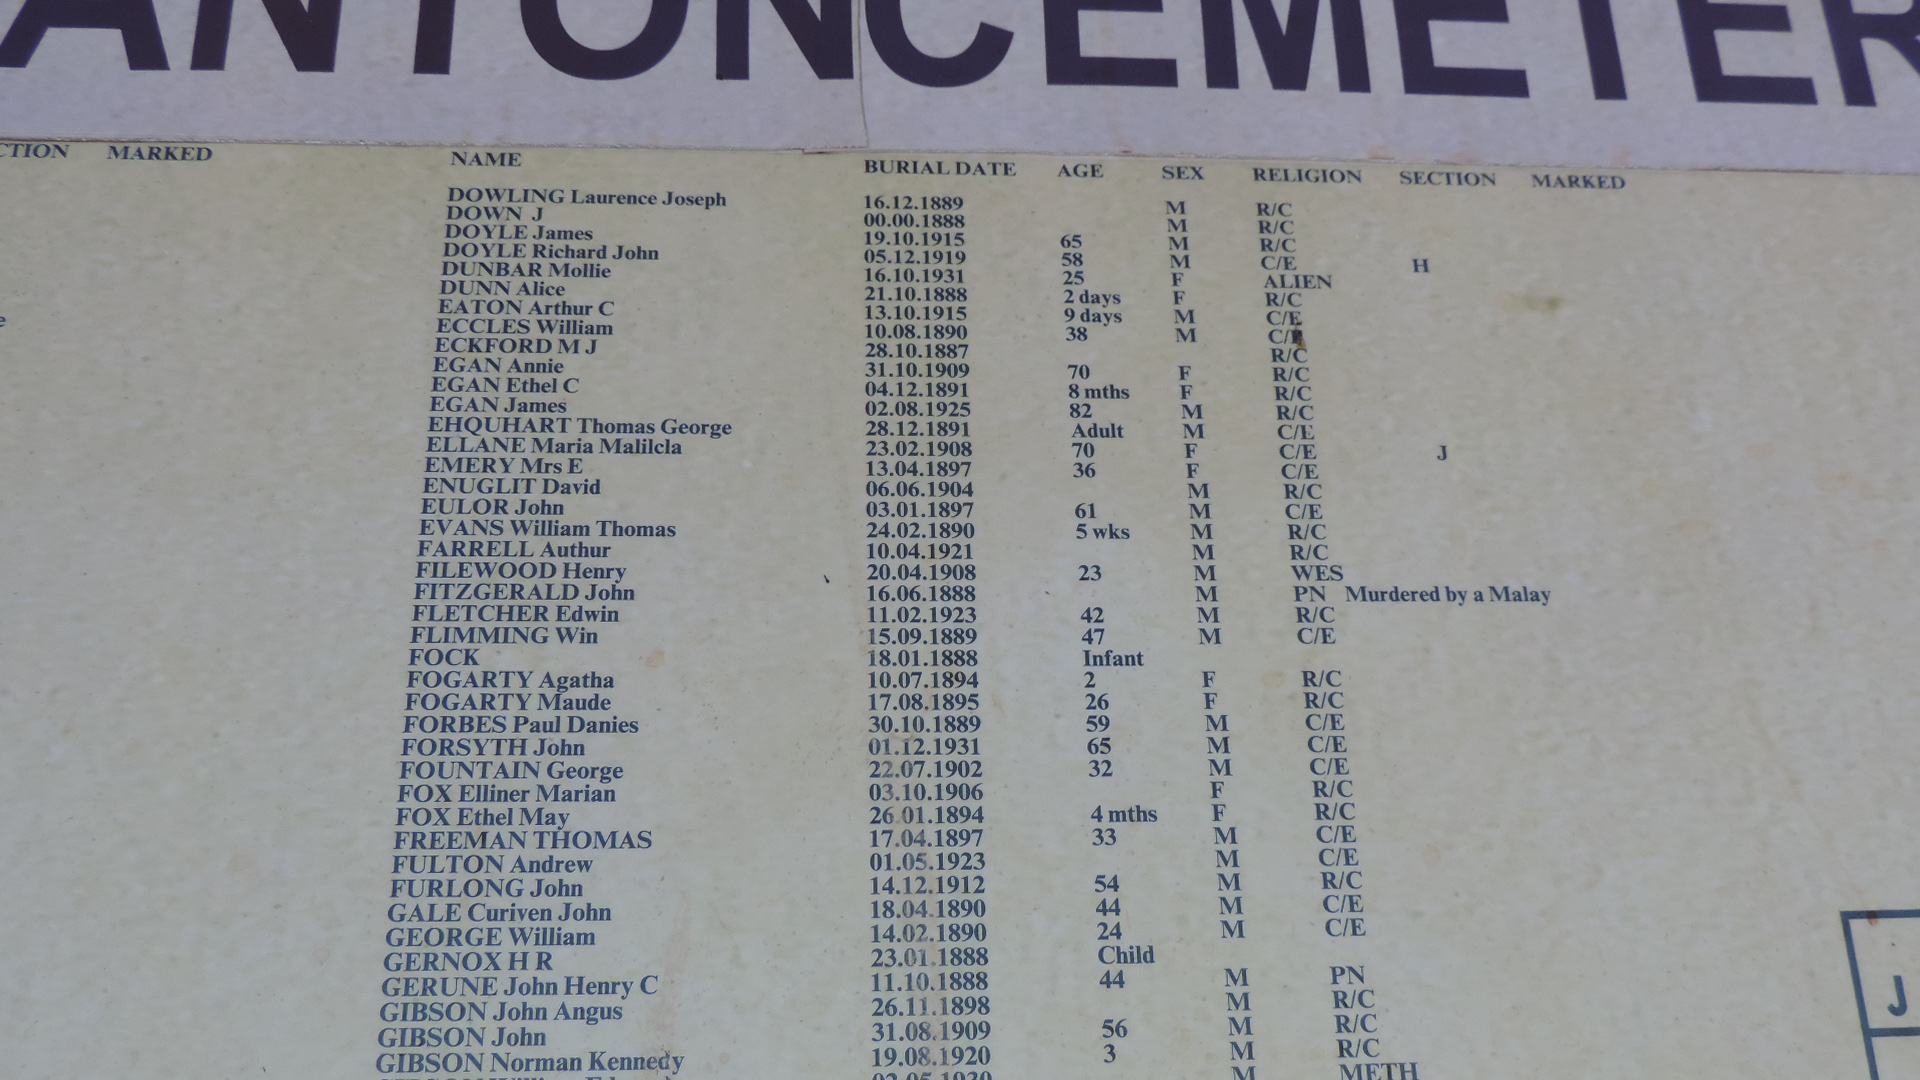 ANTON CEMETER
MARKED NAME BURIAL DATE AGE SEX RELIGION SECTION MARKED
DOWLING Laurence Joseph 16.12.1889 M R/C
DOWN J 00.00.1888 M R/C
DOYLE James 19.10.1915 65 M R/C
DOYLE Richard John 05.12.1919 58 M C/E H
DUNBAR Mollie 16.10.1931 25 F ALIEN
DUNN Alice 21.10.1888 2 days F R/C
EATON Arthur C 13.10.1915 9 days M C/E
ECCLES William 10.08.1890 38 M C/E
ECKFORD M J 28.10.1887 R/C
EGAN Annie 31.10.1909 70 F R/C
EGAN Ethel C 04.12.1891 8 mths F R/C
EGAN James 02.08.1925 82 M R/C
EHQUHART Thomas George 28.12.1891 Adult M C/E
ELLANE Maria Malilcla 23.02.1908 70 F C/E J
EMERY Mrs E 13.04.1897 36 F C/E
ENUGLIT David 06.06.1904 M R/C
EULOR John 03.01.1897 61 M C/E
EVANS William Thomas 24.02.1890 5 wks M R/C
FARRELL Authur 10.04.1921 M R/C
FILEWOOD Henry 20.04.1908 23 M WES
FITZGERALD John 16.06.1888 M PN Murdered by a Malay
FLETCHER Edwin 11.02.1923 42 M R/C
FLIMMING Win 15.09.1889 47 M C/E
FOCK 18.01.1888 Infant
FOGARTY Agatha 10.07.1894 2 F R/C
FOGARTY Maude 17.08.1895 26 F R/C
FORBES Paul Danies 30.10.1889 59 M C/E
FORSYTH John 01.12.1931 65 M C/E
FOUNTAIN George 22.07.1902 32 M C/E
FOX Elliner Marian 03.10.1906 F R/C
FOX Ethel May 26.01.1894 4 mths F R/C
FREEMAN THOMAS 17.04.1897 33 M C/E
FULTON Andrew 01.05.1923 M C/E
FURLONG John 14.12.1912 54 M R/C
GALE Curiven John 18.04.1890 44 M C/E
GEORGE William 14.02.1890 24 M C/E
GERNOX H R 23.01.1888 Child
GERUNE John Henry C 11.10.1888 44 M PN
GIBSON John Angus 26.11.1898 M R/C
GIBSON John 31.08.1909 56 M R/C
GIBSON Norman Kennedy 19.08.1920 3 M R/C
M METH
J